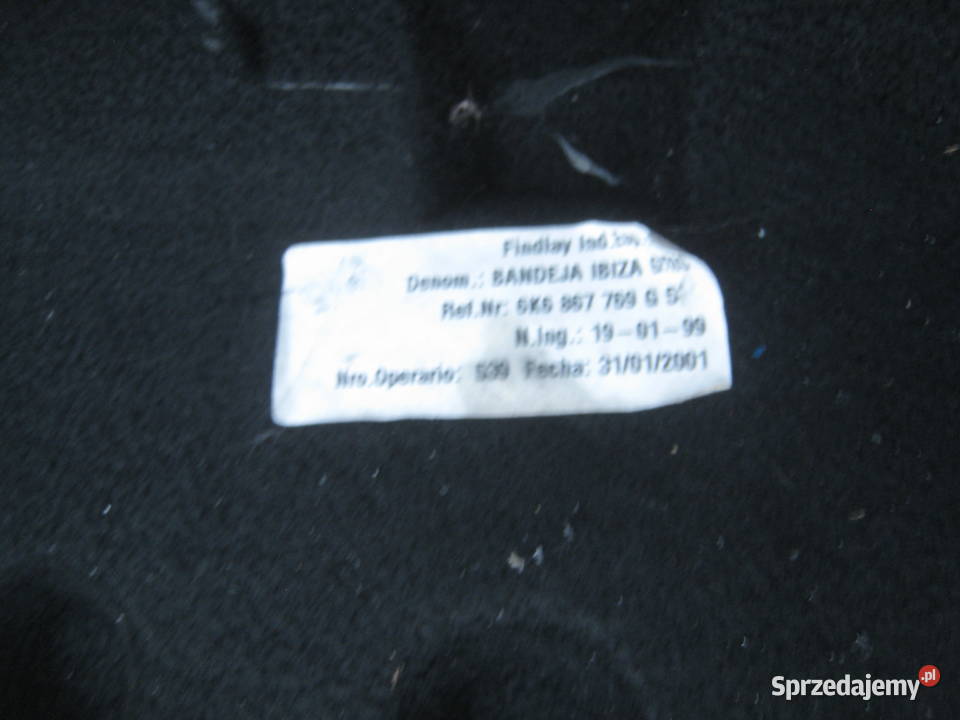 Findlay Ind.
Denom.: BANDEJA IBIZA
Ref.Nr: 6K6 867 769 G
N.Ing.: 19-01-99
Nro.Operario: 539 Fecha: 31/01/2001
Sprzedajemy.pl